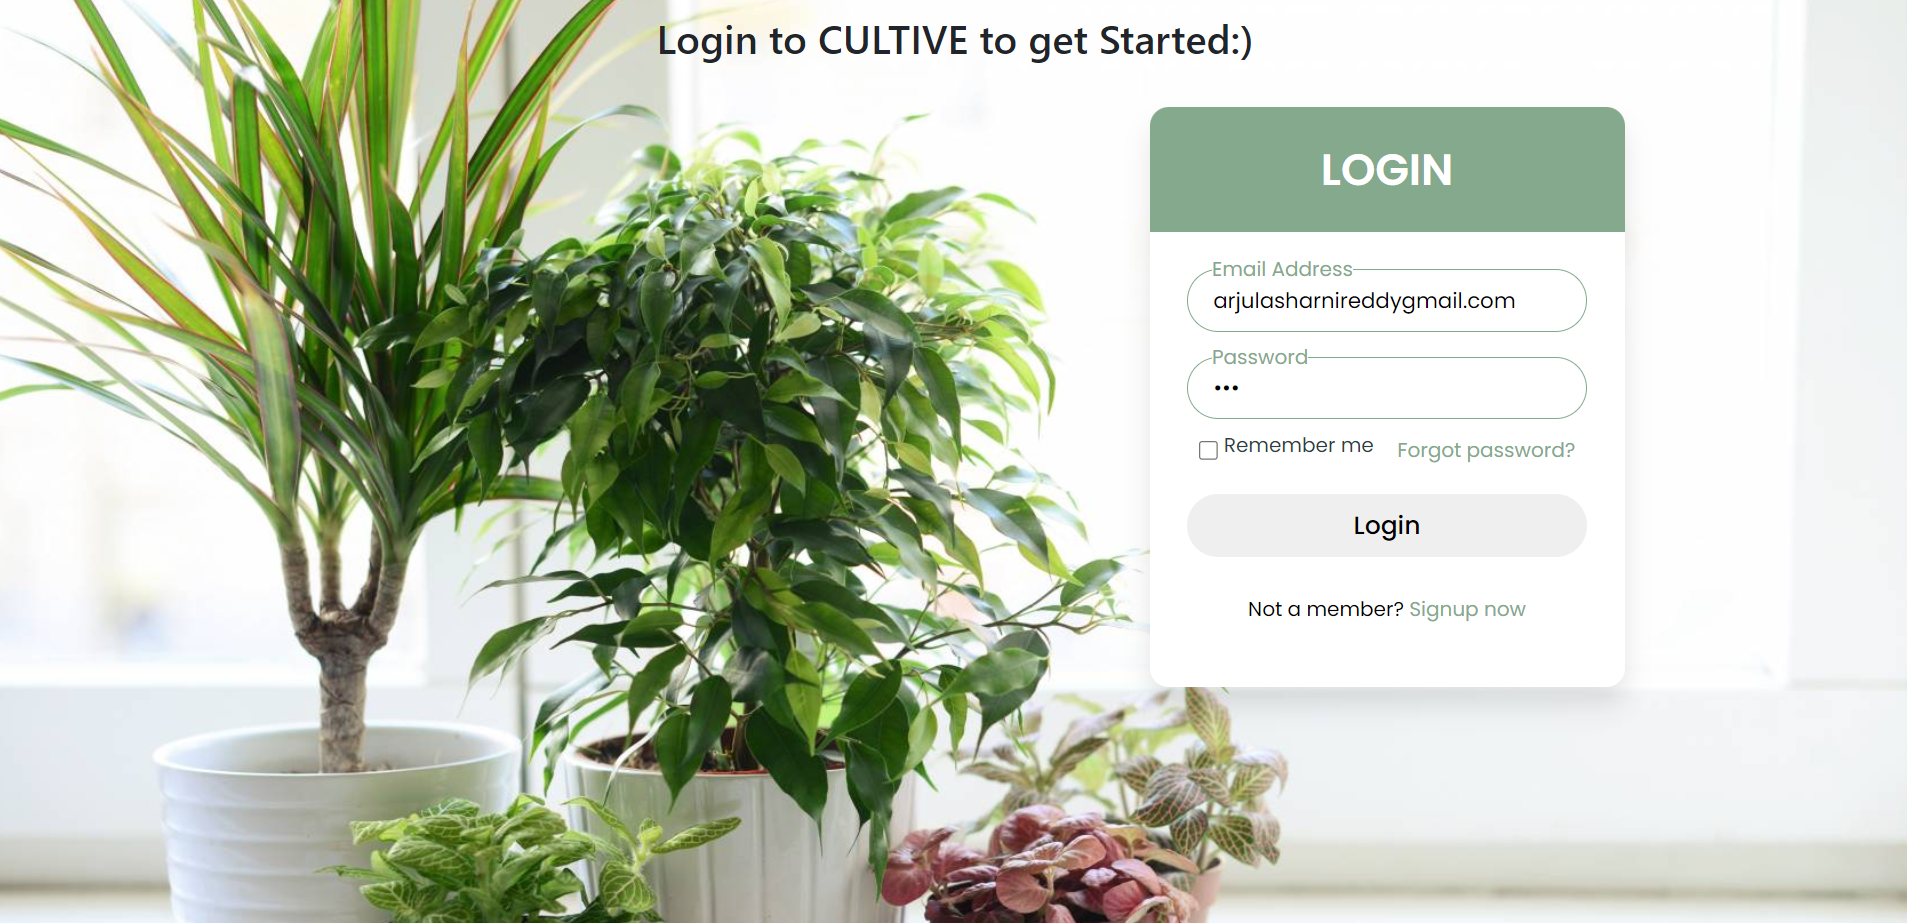 Login to CULTIVE to get Started:)
LOGIN
Email Address
arjulasharnireddygmail.com
Password
•••
Remember me Forgot password?
Login
Not a member? Signup now